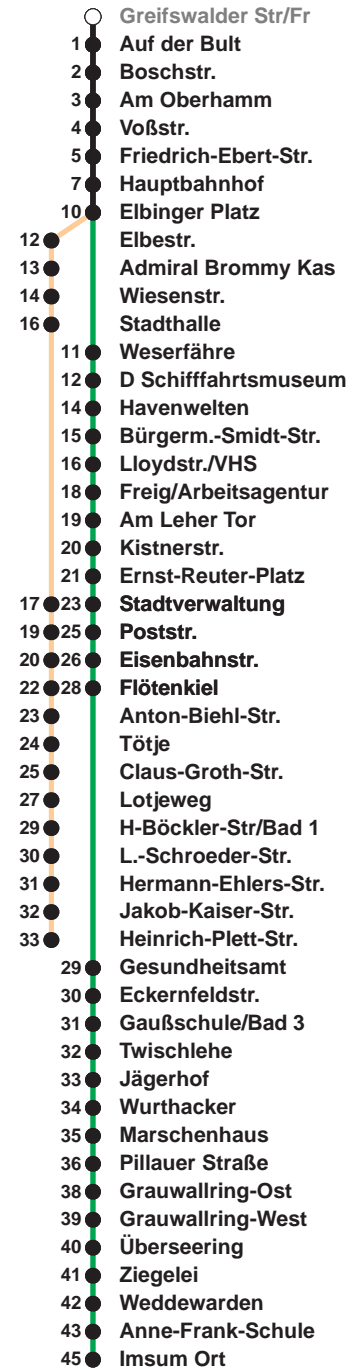 Greifswalder Str/Fr
1 Auf der Bult
2 Boschstr.
3 Am Oberhamm
4 Voßstr.
5 Friedrich-Ebert-Str.
7 Hauptbahnhof
10 Elbinger Platz
12 Elbestr.
13 Admiral Brommy Kas
14 Wiesenstr.
16 Stadthalle
11 Weserfähre
12 D Schifffahrtsmuseum
14 Havenwelten
15 Bürgerm.-Smidt-Str.
16 Lloydstr./VHS
18 Freig/Arbeitsagentur
19 Am Leher Tor
20 Kistnerstr.
21 Ernst-Reuter-Platz
17 23 Stadtverwaltung
19 25 Poststr.
20 26 Eisenbahnstr.
22 28 Flötenkiel
23 Anton-Biehl-Str.
24 Tötje
25 Claus-Groth-Str.
27 Lotjeweg
29 H-Böckler-Str/Bad 1
30 L.-Schroeder-Str.
31 Hermann-Ehlers-Str.
32 Jakob-Kaiser-Str.
33 Heinrich-Plett-Str.
29 Gesundheitsamt
30 Eckernfeldstr.
31 Gaußschule/Bad 3
32 Twischlehe
33 Jägerhof
34 Wurthacker
35 Marschenhaus
36 Pillauer Straße
38 Grauwallring-Ost
39 Grauwallring-West
40 Überseering
41 Ziegelei
42 Weddewarden
43 Anne-Frank-Schule
45 Imsum Ort